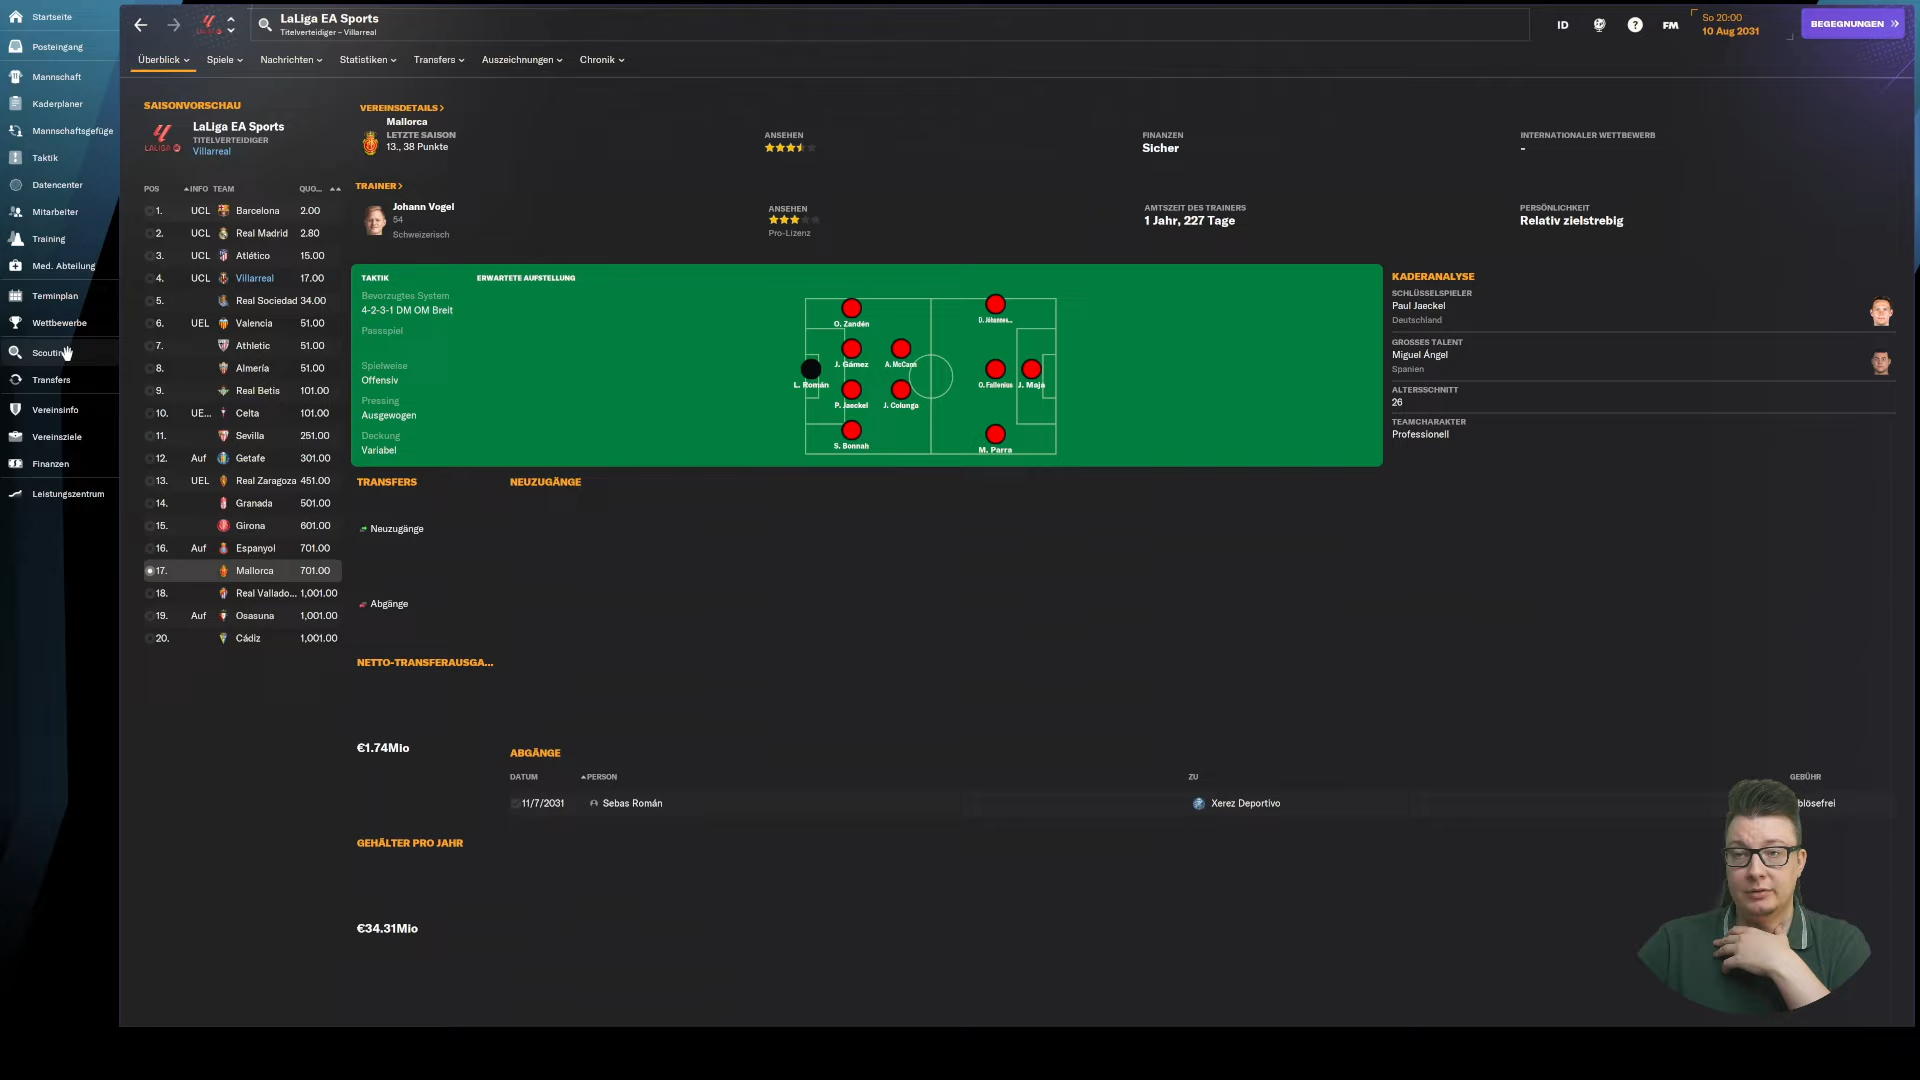 Startseite
Posteingang
Mannschaft
Kaderplaner
Mannschaftsgefüge
Taktik
Datencenter
Mitarbeiter
Training
Med. Abteilung
Terminplan
Wettbewerbe
Scouting
Transfers
Vereinsinfo
Vereinsziele
Finanzen
Leistungszentrum
LaLiga EA Sports
Titelverteidiger – Villarreal
ID
FM
So 20:00
10 Aug 2031
BEGEGNUNGEN
Überblick Spiele Nachrichten Statistiken Transfers Auszeichnungen Chronik
SAISONVORSCHAU
LALIGA
LaLiga EA Sports
TITELVERTEIDIGER
Villarreal
POS INFO TEAM QUO...
1. UCL Barcelona 2.00
2. UCL Real Madrid 2.80
3. UCL Atlético 15.00
4. UCL Villarreal 17.00
5. Real Sociedad 34.00
6. UEL Valencia 51.00
7. Athletic 51.00
8. Almería 51.00
9. Real Betis 101.00
10. UE... Celta 101.00
11. Sevilla 251.00
12. Auf Getafe 301.00
13. UEL Real Zaragoza 451.00
14. Granada 501.00
15. Girona 601.00
16. Auf Espanyol 701.00
17. Mallorca 701.00
18. Real Vallado... 1,001.00
19. Auf Osasuna 1,001.00
20. Cádiz 1,001.00
VEREINSDETAILS >
Mallorca
LETZTE SAISON
13., 38 Punkte
ANSEHEN
FINANZEN
Sicher
INTERNATIONALER WETTBEWERB
-
TRAINER >
Johann Vogel
54
Schweizerisch
ANSEHEN
Pro-Lizenz
AMTSZEIT DES TRAINERS
1 Jahr, 227 Tage
PERSÖNLICHKEIT
Relativ zielstrebig
TAKTIK
Bevorzugtes System
4-2-3-1 DM OM Breit
Passspiel
Spielweise
Offensiv
Pressing
Ausgewogen
Deckung
Variabel
ERWARTETE AUFSTELLUNG
O. Zandén
D. Jóhannes...
J. Gámez
A. McCann
L. Román
O. Fallenius
J. Maja
P. Jaeckel
J. Colunga
S. Bonnah
M. Parra
KADERANALYSE
SCHLÜSSELSPIELER
Paul Jaeckel
Deutschland
GROSSES TALENT
Miguel Ángel
Spanien
ALTERSSCHNITT
26
TEAMCHARAKTER
Professionell
TRANSFERS
Neuzugänge
Abgänge
NEUZUGÄNGE
NETTO-TRANSFERAUSGA...
€1.74Mio
ABGÄNGE
DATUM PERSON ZU GEBÜHR
11/7/2031 Sebas Román Xerez Deportivo blösefrei
GEHÄLTER PRO JAHR
€34.31Mio